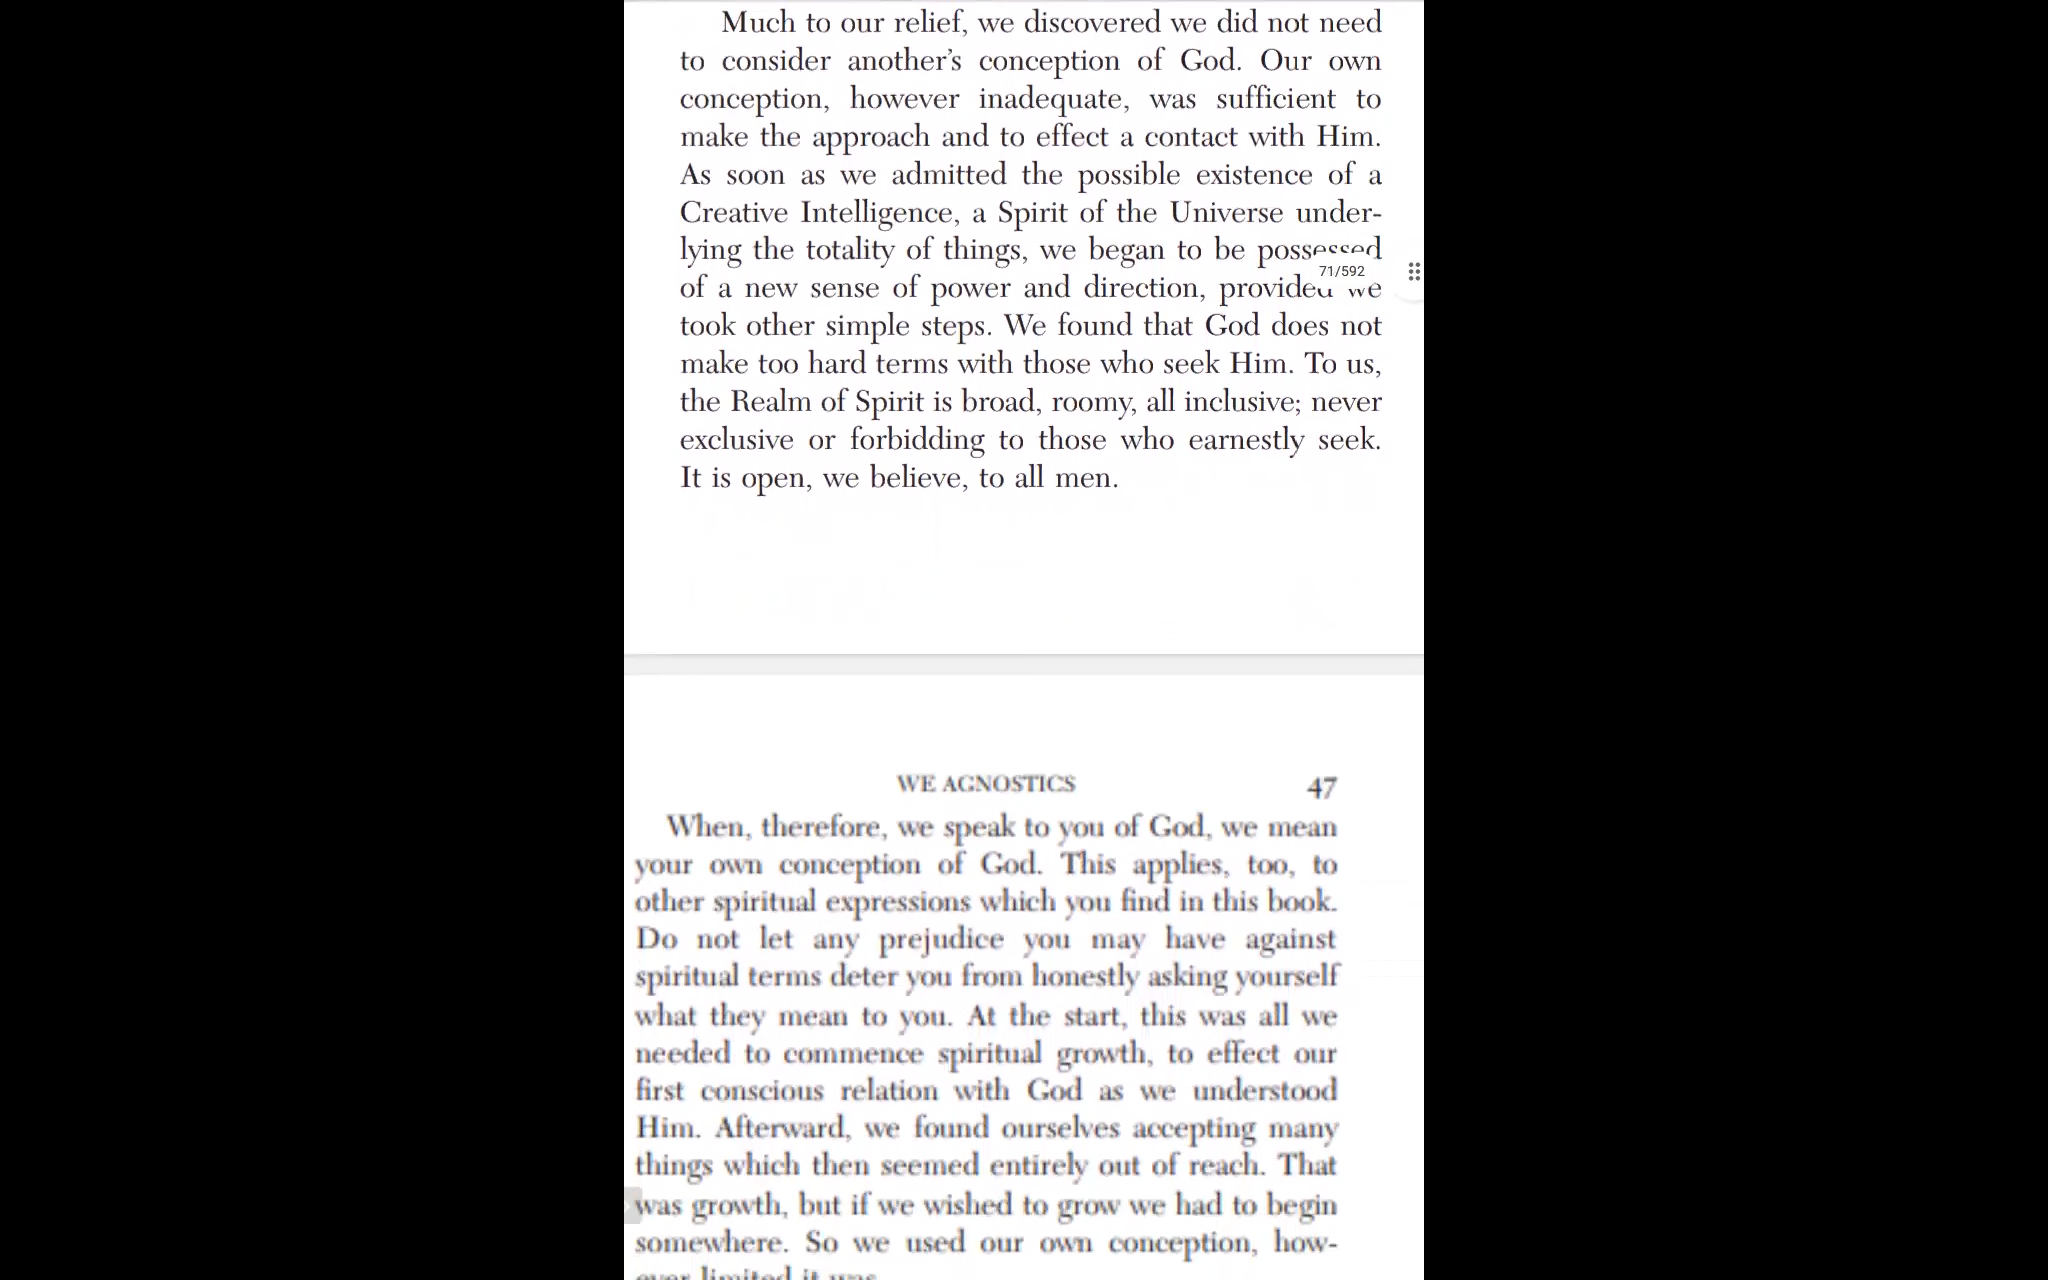 Much to our relief, we discovered we did not need
to consider another's conception of God. Our own
conception, however inadequate, was sufficient to
make the approach and to effect a contact with Him.
As soon as we admitted the possible existence of a
Creative Intelligence, a Spirit of the Universe under-
lying the totality of things, we began to be possessed
71/592
of a new sense of power and direction, provided we
took other simple steps. We found that God does not
make too hard terms with those who seek Him. To us,
the Realm of Spirit is broad, roomy, all inclusive; never
exclusive or forbidding to those who earnestly seek.
It is open, we believe, to all men.
WE AGNOSTICS 47
When, therefore, we speak to you of God, we mean
your own conception of God. This applies, too, to
other spiritual expressions which you find in this book.
Do not let any prejudice you may have against
spiritual terms deter you from honestly asking yourself
what they mean to you. At the start, this was all we
needed to commence spiritual growth, to effect our
first conscious relation with God as we understood
Him. Afterward, we found ourselves accepting many
things which then seemed entirely out of reach. That
was growth, but if we wished to grow we had to begin
somewhere. So we used our own conception, how-
ever limited it was